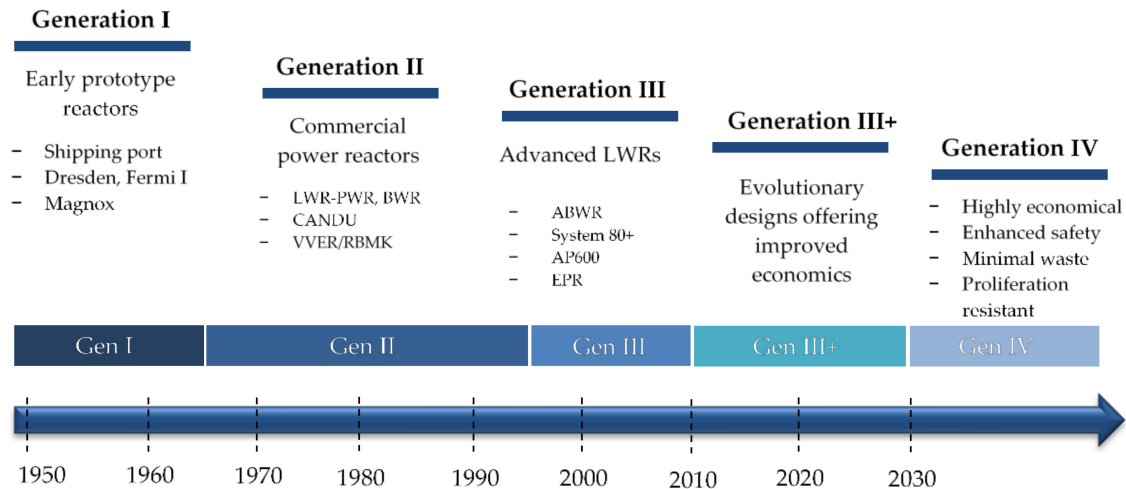 Generation I
Early prototype
reactors
- Shipping port
- Dresden, Fermi I
- Magnox
Generation II
Commercial
power reactors
- LWR-PWR, BWR
- CANDU
- VVER/RBMK
Generation III
Advanced LWRs
- ABWR
- System 80+
- AP600
- EPR
Generation III+
Evolutionary
designs offering
improved
economics
Generation IV
- Highly economical
- Enhanced safety
- Minimal waste
- Proliferation
resistant
Gen I
Gen II
Gen III
Gen III+
Gen IV
1950
1960
1970
1980
1990
2000
2010
2020
2030